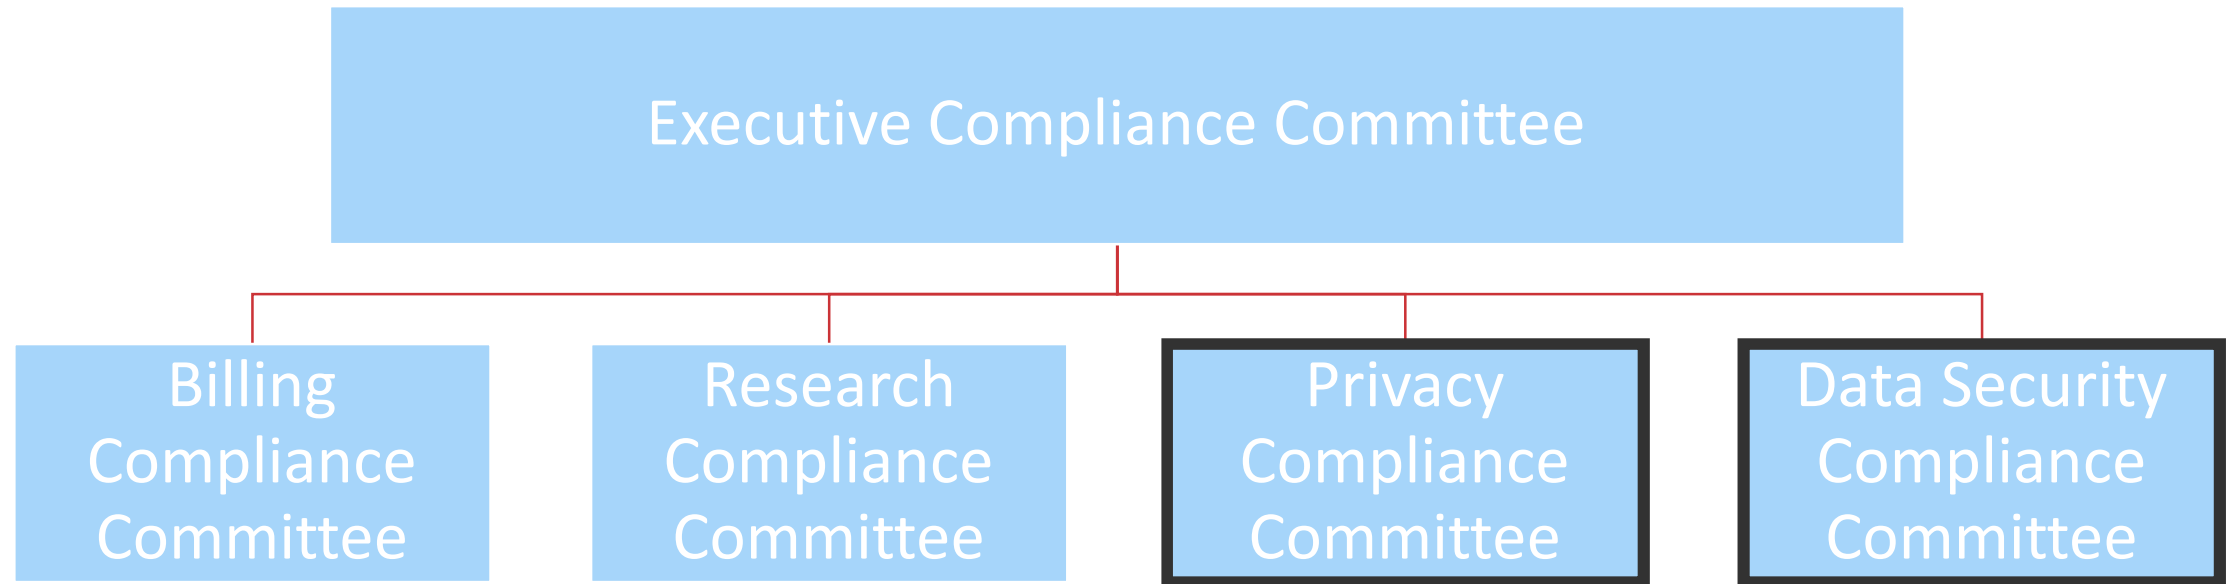 Executive Compliance Committee
Billing
Compliance
Committee
Research
Compliance
Committee
Privacy
Compliance
Committee
Data Security
Compliance
Committee